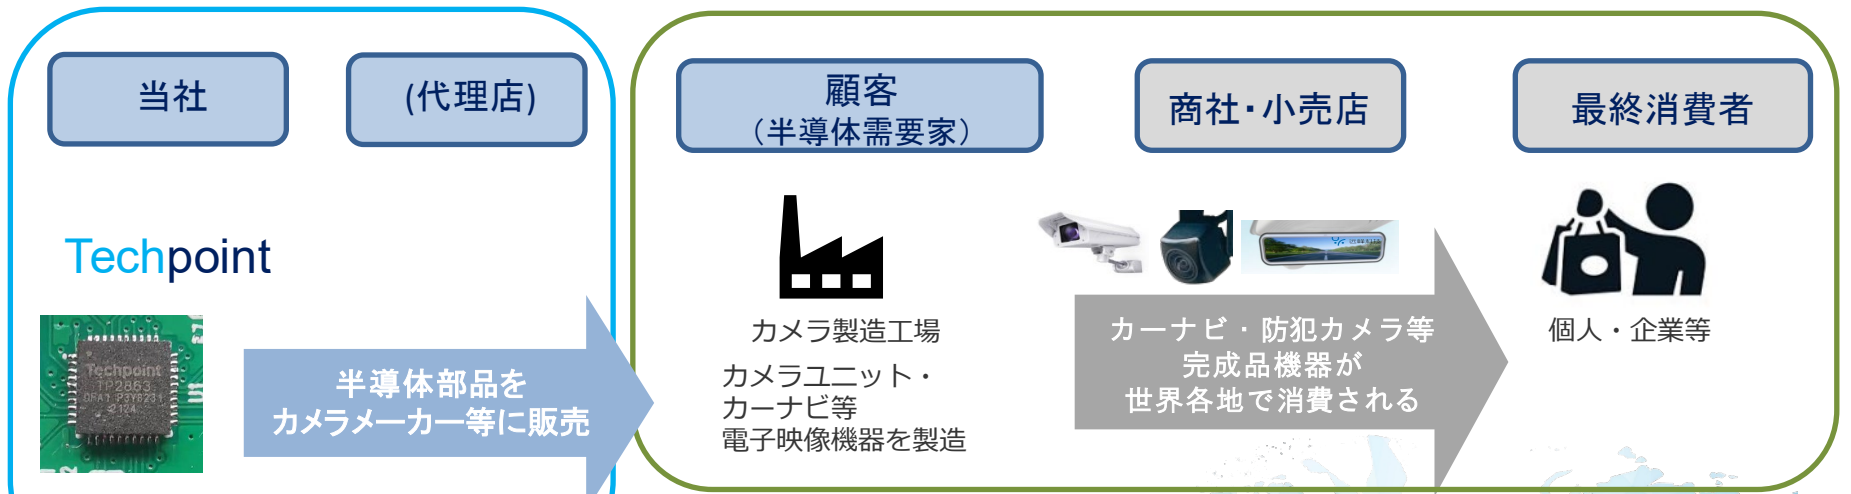 当社
(代理店)
顧客
（半導体需要家）
商社・小売店
最終消費者
Techpoint
Techpoint
TP2863
2124
半導体部品を
カメラメーカー等に販売
カメラ製造工場
カメラユニット・
カーナビ等
電子映像機器を製造
カーナビ・防犯カメラ等
完成品機器が
世界各地で消費される
個人・企業等